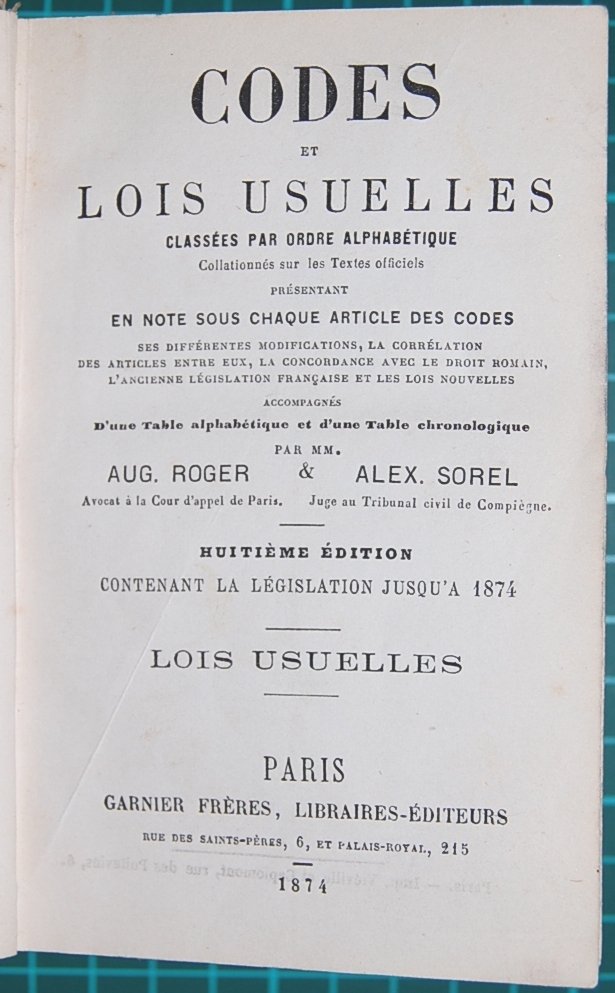 CODES
ET
LOIS USUELLES
CLASSÉES PAR ORDRE ALPHABÉTIQUE
Collationnés sur les Textes officiels
PRÉSENTANT
EN NOTE SOUS CHAQUE ARTICLE DES CODES
SES DIFFÉRENTES MODIFICATIONS, LA CORRÉLATION
DES ARTICLES ENTRE EUX, LA CONCORDANCE AVEC LE DROIT ROMAIN,
L'ANCIENNE LÉGISLATION FRANÇAISE ET LES LOIS NOUVELLES
ACCOMPAGNÉS
D'une Table alphabétique et d'une Table chronologique
PAR MM.
AUG. ROGER & ALEX. SOREL
Avocat à la Cour d'appel de Paris. Juge au Tribunal civil de Compiègne.
HUITIÈME ÉDITION
CONTENANT LA LÉGISLATION JUSQU'A 1874
LOIS USUELLES
PARIS
GARNIER FRÈRES, LIBRAIRES-ÉDITEURS
RUE DES SAINTS-PÈRES, 6, ET PALAIS-ROYAL, 215
1874